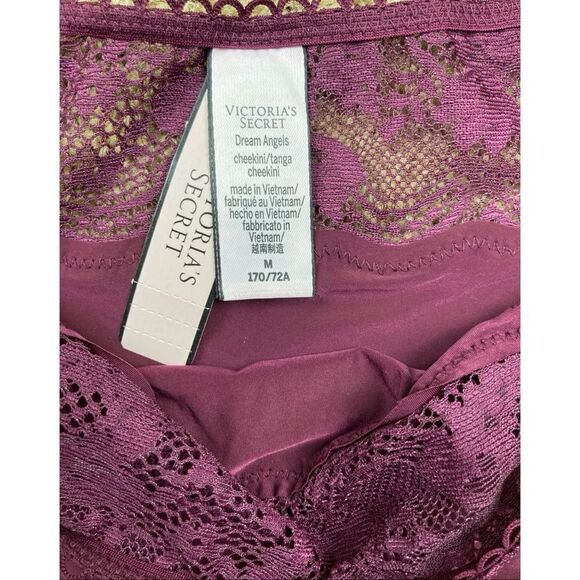 VICTORIA'S
SECRET
Dream Angels
cheekini/tanga
cheekini
made in Vietnam/
fabriqué au Vietnam/
hecho en Vietnam/
fabbricato in
Vietnam/
越南制造
M
170/72A
TORIA'S
SECRET